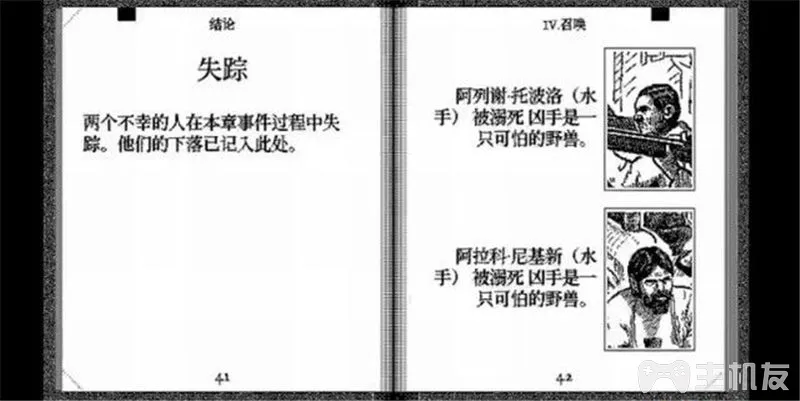 结论
失踪
两个不幸的人在本章事件过程中失
踪。他们的下落已记入此处。
41
IV.召唤
阿列谢·托波洛（水
手） 被溺死 凶手是一
只可怕的野兽。
阿拉科·尼基新（水
手） 被溺死 凶手是一
只可怕的野兽。
42
主机友